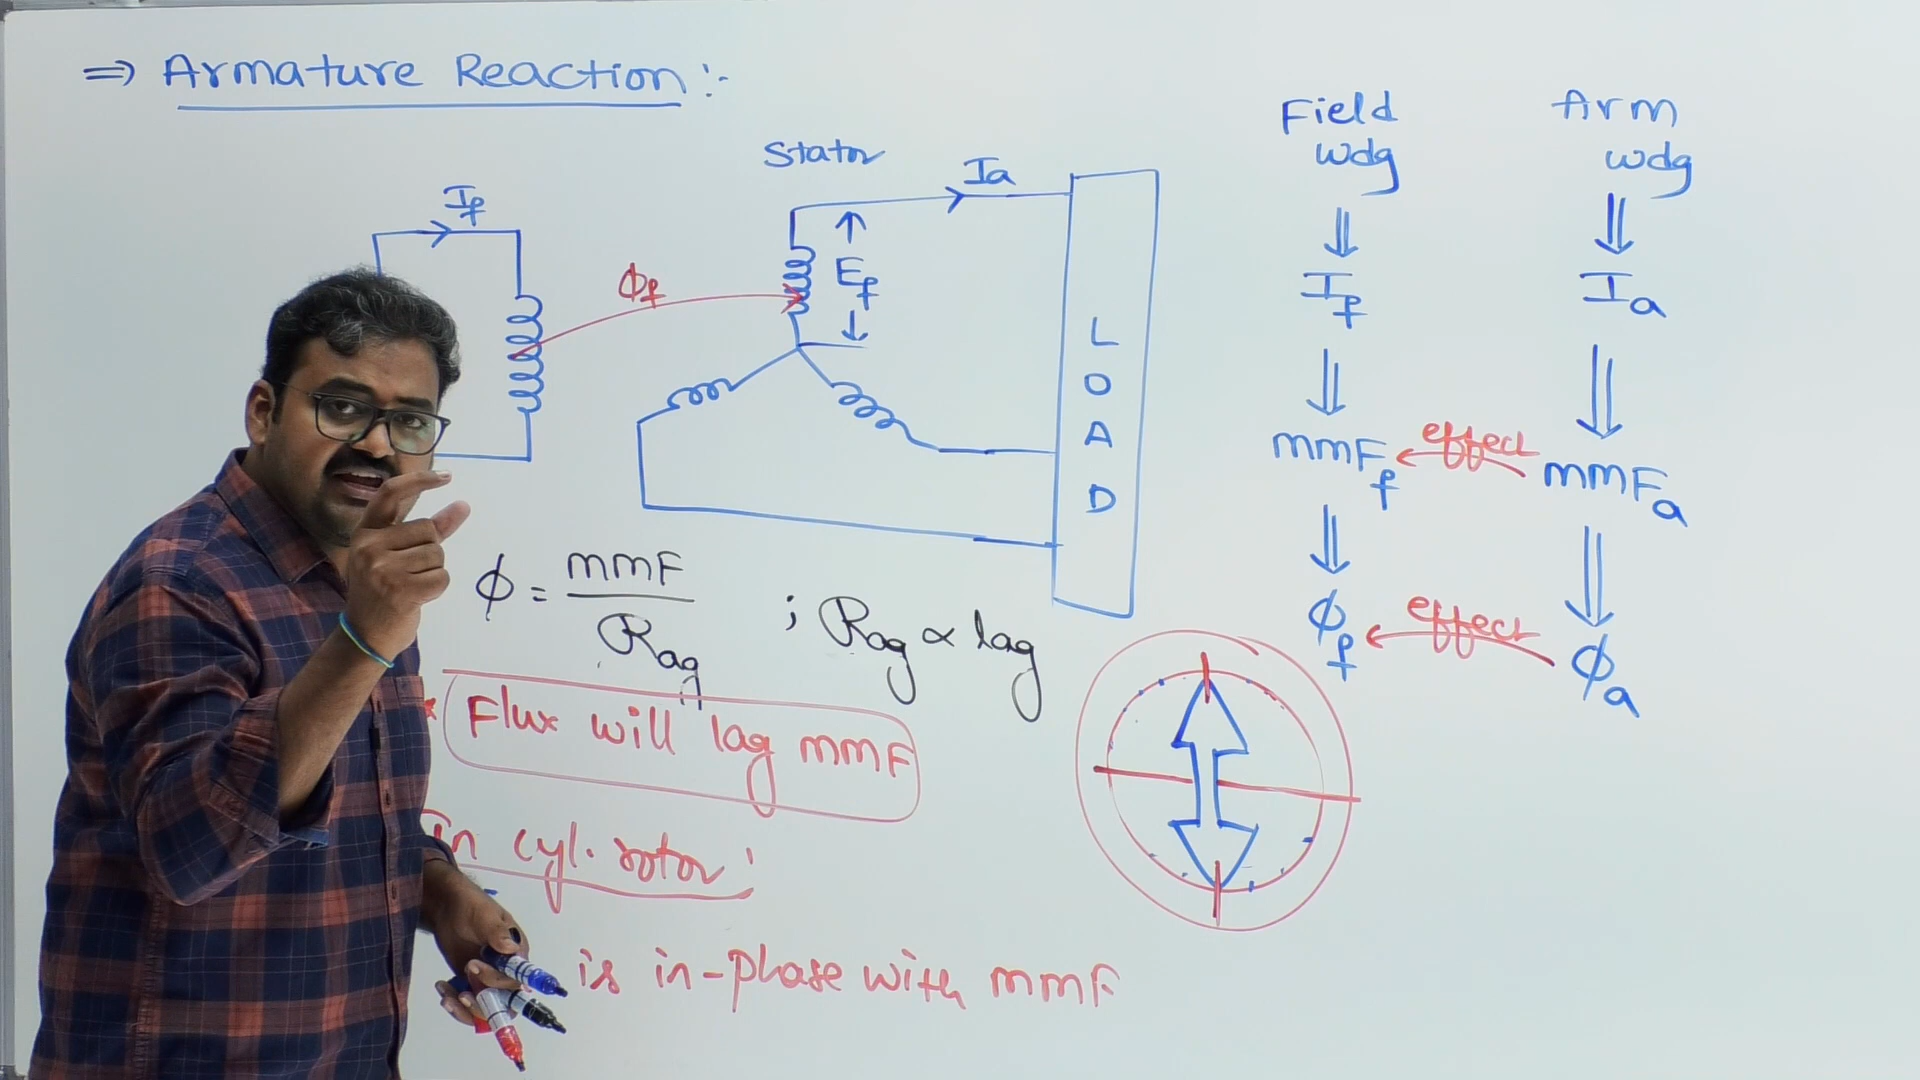 ⇒ Armature Reaction :-
Field wdg
⇓
If
⇓
mmFf
⇓
ϕf
Arm wdg
⇓
Ia
⇓
mmFa
⇓
ϕa
effect
effect
Stator
If
ϕf
Ef
Ia
LOAD
ϕ = mmF / Rag ; Rag ∝ lag
* Flux will lag mmF
In cyl. rotor :
is in-phase with mmF